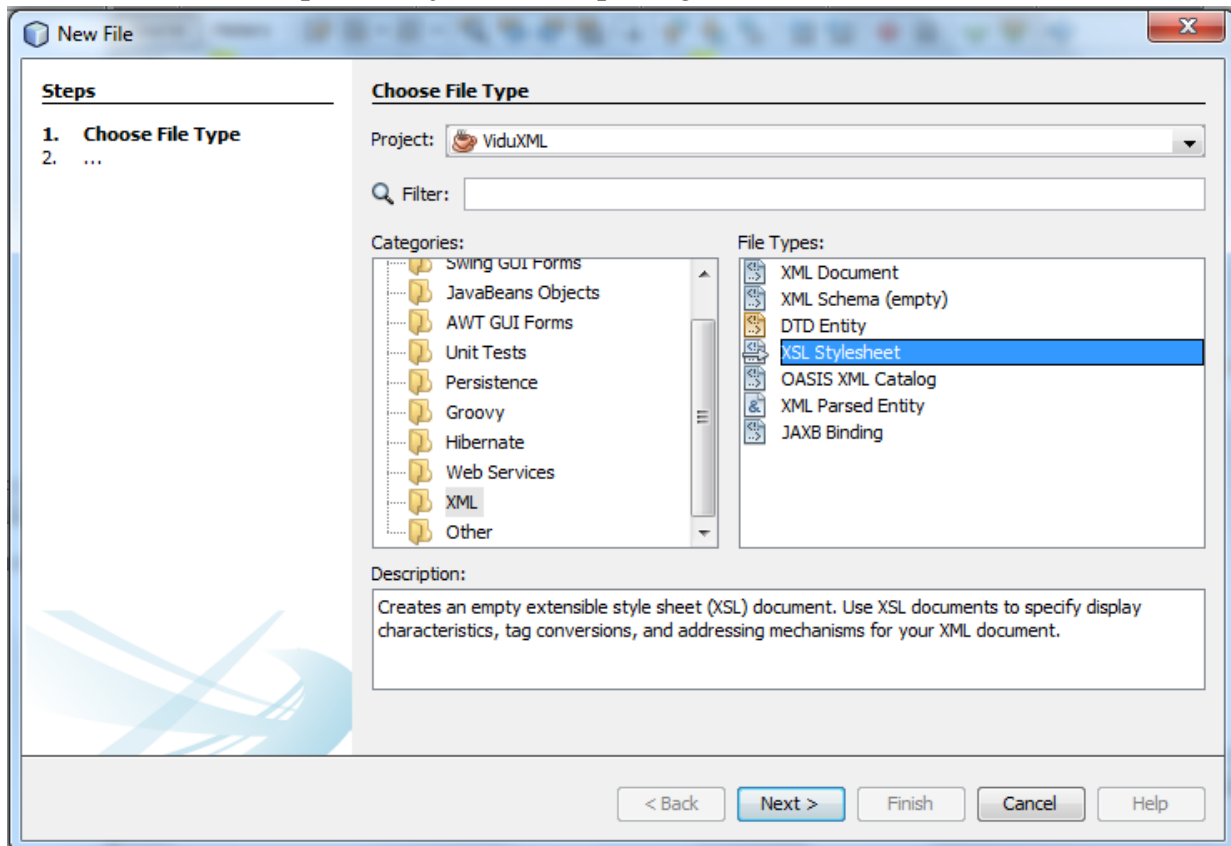 New File
X
Steps
1. Choose File Type
2. ...
Choose File Type
Project: ViduXML
Filter:
Categories:
Swing GUI Forms
JavaBeans Objects
AWT GUI Forms
Unit Tests
Persistence
Groovy
Hibernate
Web Services
XML
Other
File Types:
XML Document
XML Schema (empty)
DTD Entity
XSL Stylesheet
OASIS XML Catalog
XML Parsed Entity
JAXB Binding
Description:
Creates an empty extensible style sheet (XSL) document. Use XSL documents to specify display
characteristics, tag conversions, and addressing mechanisms for your XML document.
< Back Next > Finish Cancel Help